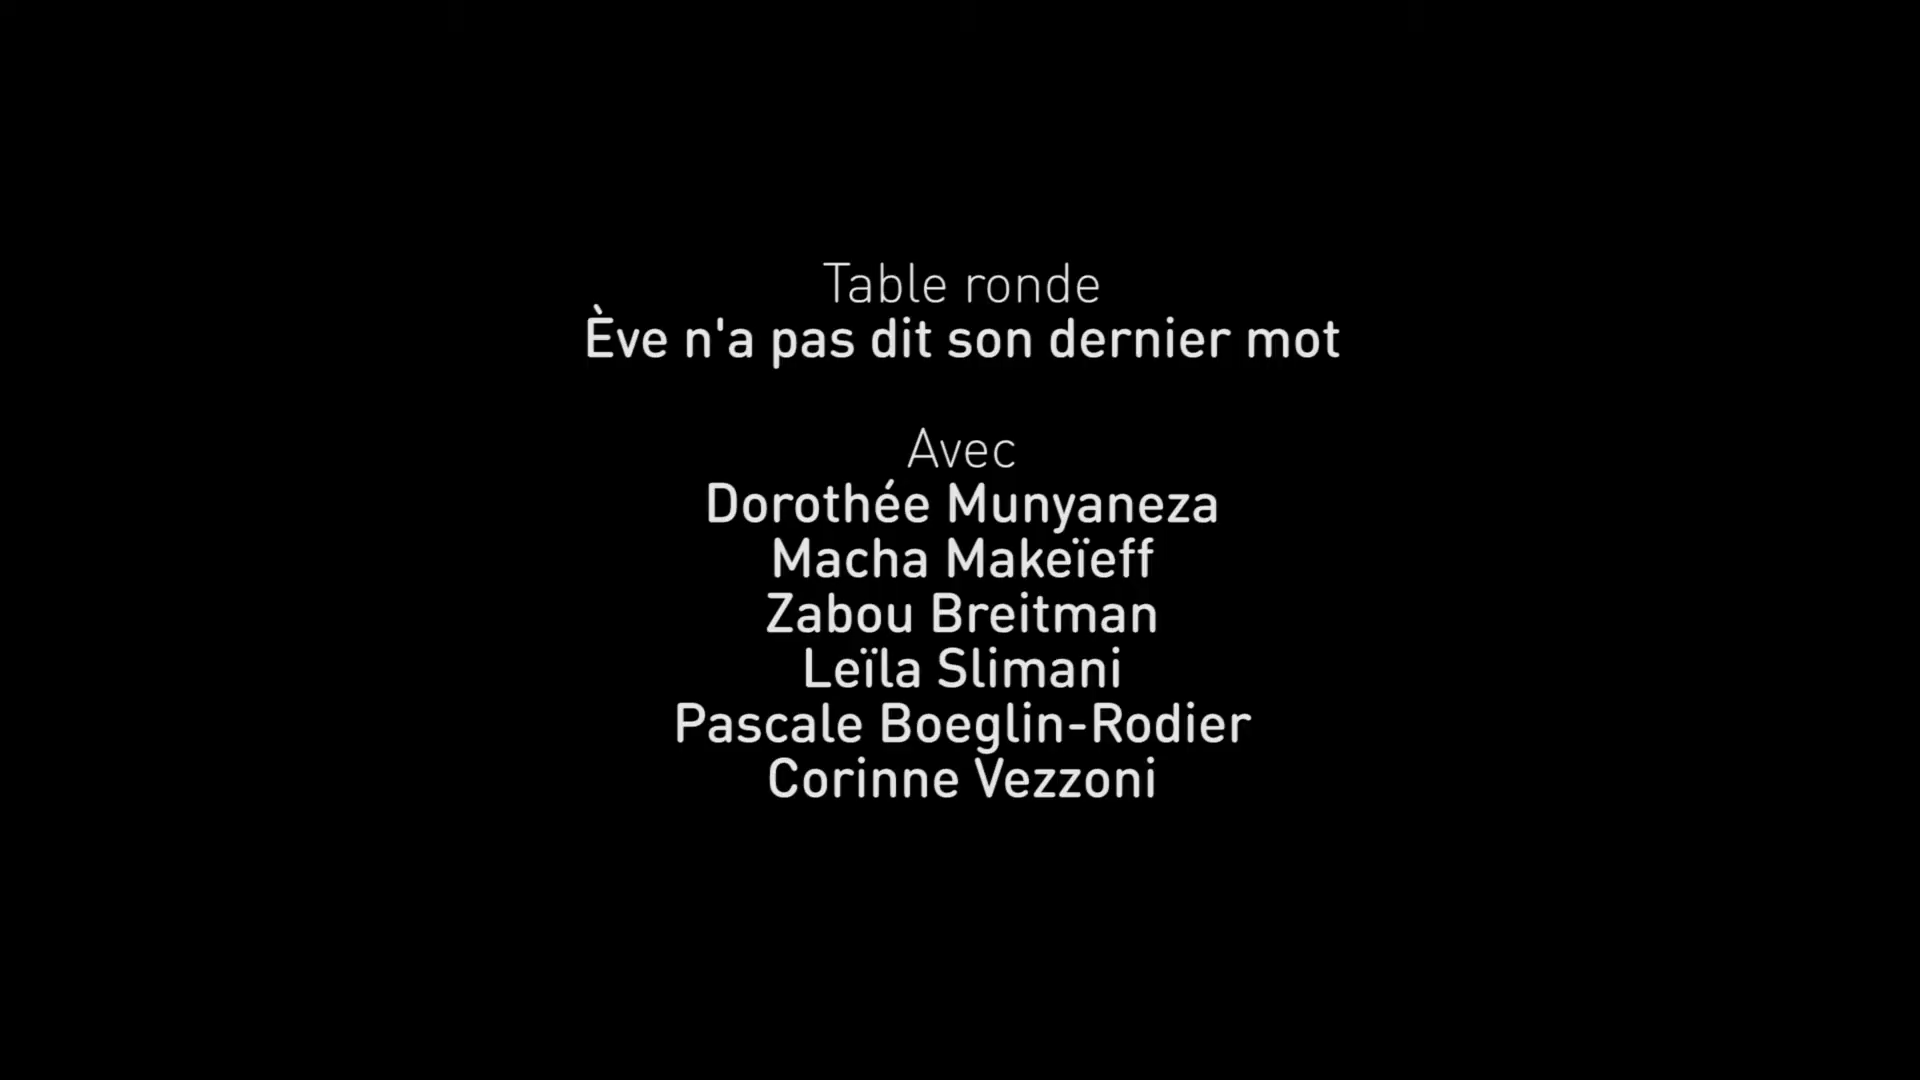 Table ronde
Ève n'a pas dit son dernier mot
Avec
Dorothée Munyaneza
Macha Makeïeff
Zabou Breitman
Leïla Slimani
Pascale Boeglin-Rodier
Corinne Vezzoni